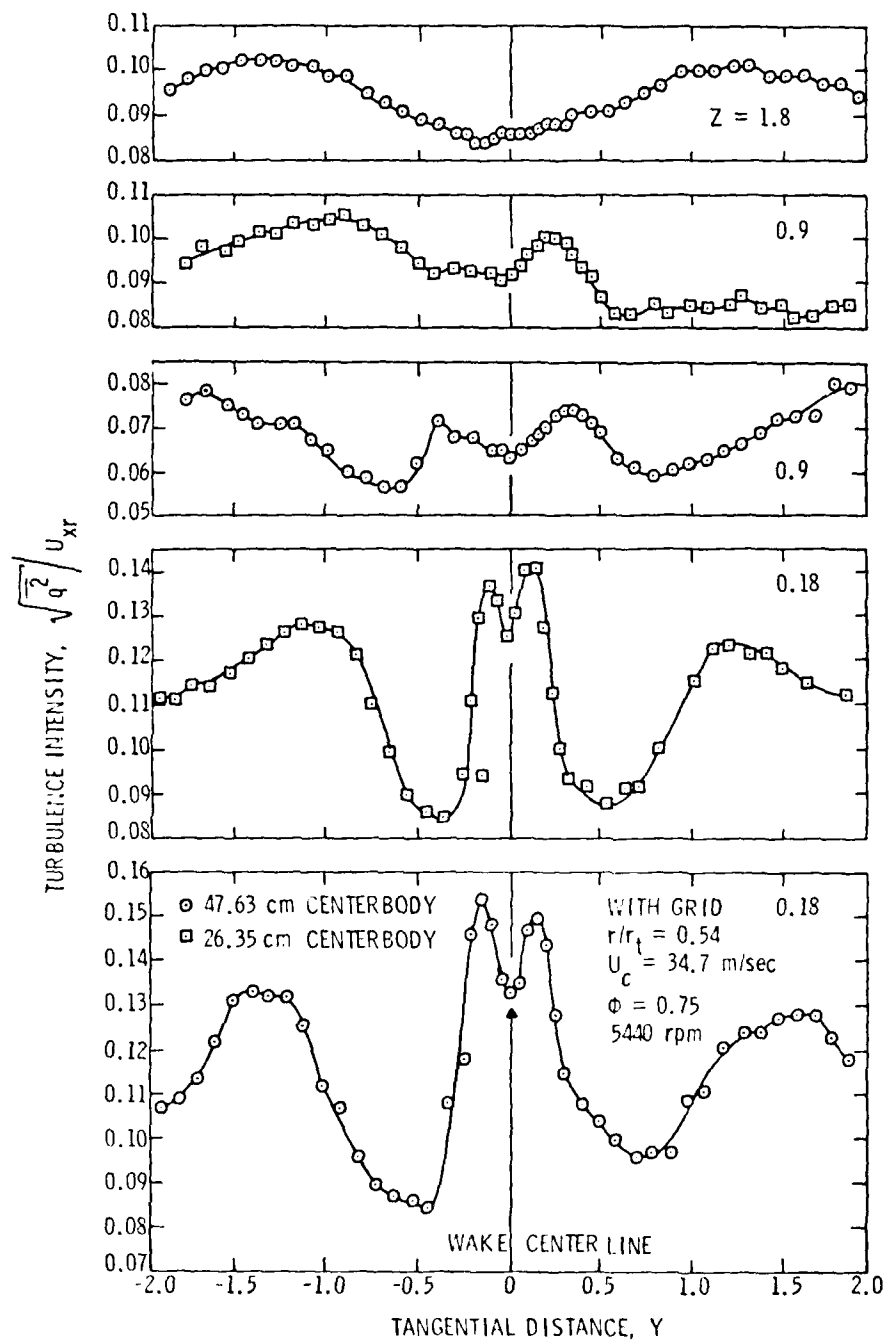 0.11
0.10
0.09
0.08
Z = 1.8
0.11
0.10
0.09
0.08
0.9
0.08
0.07
0.06
0.05
0.9
0.14
0.13
0.12
0.11
0.10
0.09
0.08
0.18
0.16
0.15
0.14
0.13
0.12
0.11
0.10
0.09
0.08
0.07
47.63 cm CENTERBODY
26.35 cm CENTERBODY
WITH GRID 0.18
r/r_t = 0.54
U_c = 34.7 m/sec
Φ = 0.75
5440 rpm
WAKE CENTER LINE
-2.0 -1.5 -1.0 -0.5 0 0.5 1.0 1.5 2.0
TANGENTIAL DISTANCE, Y
TURBULENCE INTENSITY, √q̅² / U_xr